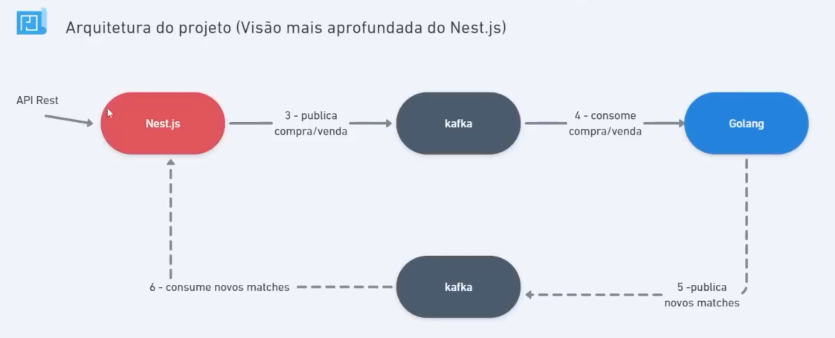 Arquitetura do projeto (Visão mais aprofundada do Nest.js)
API Rest
Nest.js
3 - publica
compra/venda
kafka
4 - consome
compra/venda
Golang
6 - consume novos matches
kafka
5 -publica
novos matches